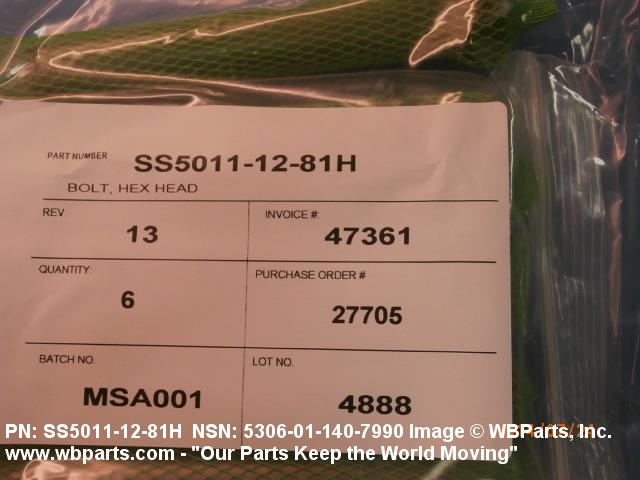 PART NUMBER SS5011-12-81H
BOLT, HEX HEAD
REV. 13
INVOICE #: 47361
QUANTITY: 6
PURCHASE ORDER # 27705
BATCH NO. MSA001
LOT NO. 4888
PN: SS5011-12-81H NSN: 5306-01-140-7990 Image © WBParts, Inc.
www.wbparts.com - "Our Parts Keep the World Moving"